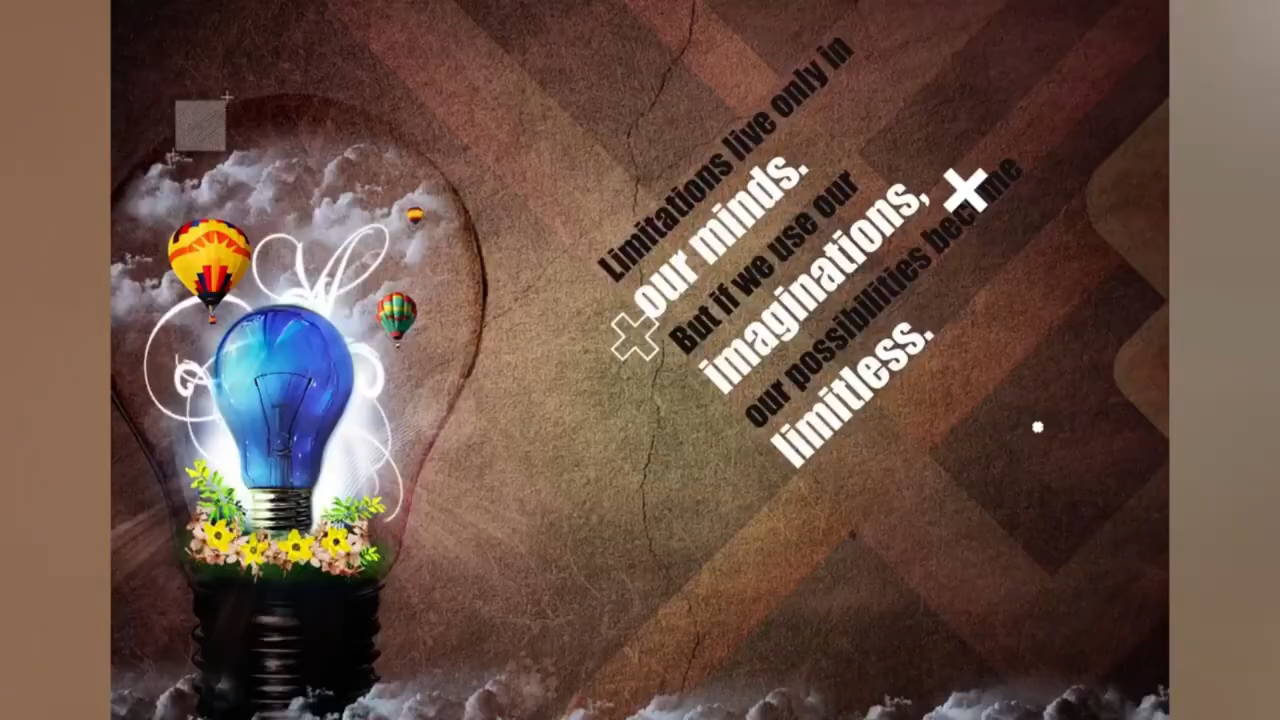 Limitations live only in
our minds.
But if we use our
imaginations,
our possibilities become
limitless.